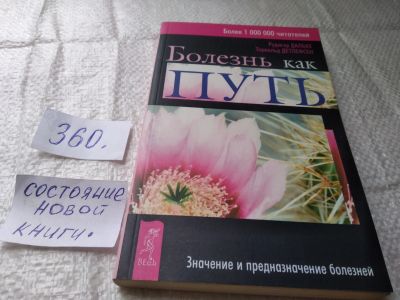 Более 1 000 000 читателей
Рудигер ДАЛЬКЕ
Торвальд ДЕТЛЕФСЕН
Болезнь как
ПУТЬ
360.
состояние
новой
книги.
ВЕСЬ
Значение и предназначение болезней